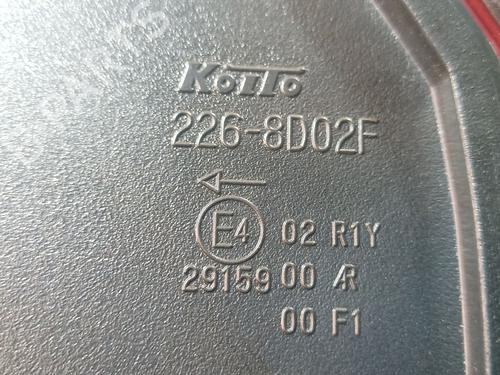 KOITO
226-8D02F
←
E4 02 R1Y
29159 00 AR
00 F1